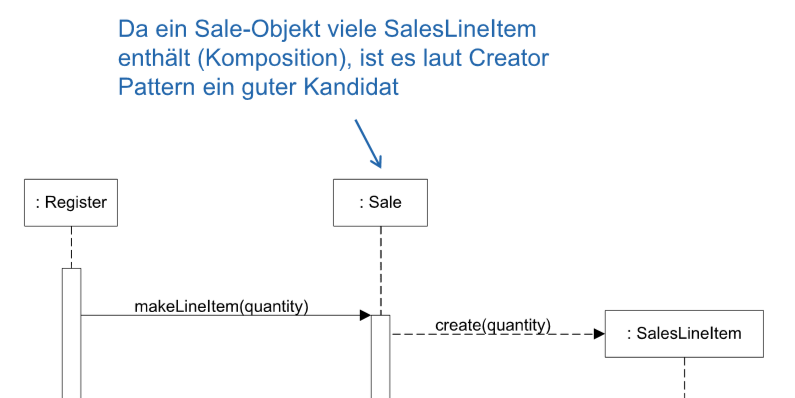 Da ein Sale-Objekt viele SalesLineItem
enthält (Komposition), ist es laut Creator
Pattern ein guter Kandidat
: Register
: Sale
makeLineItem(quantity)
create(quantity)
: SalesLineItem